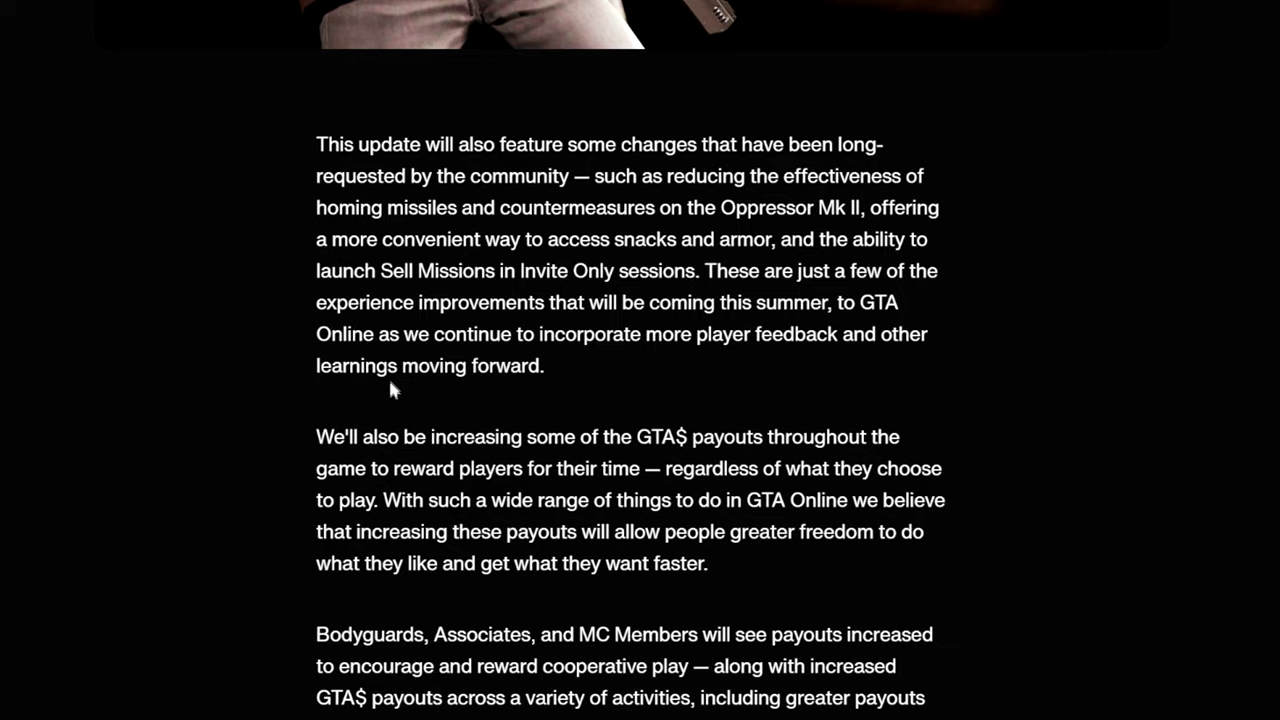 This update will also feature some changes that have been long-
requested by the community — such as reducing the effectiveness of
homing missiles and countermeasures on the Oppressor Mk II, offering
a more convenient way to access snacks and armor, and the ability to
launch Sell Missions in Invite Only sessions. These are just a few of the
experience improvements that will be coming this summer, to GTA
Online as we continue to incorporate more player feedback and other
learnings moving forward.
We'll also be increasing some of the GTA$ payouts throughout the
game to reward players for their time — regardless of what they choose
to play. With such a wide range of things to do in GTA Online we believe
that increasing these payouts will allow people greater freedom to do
what they like and get what they want faster.
Bodyguards, Associates, and MC Members will see payouts increased
to encourage and reward cooperative play — along with increased
GTA$ payouts across a variety of activities, including greater payouts